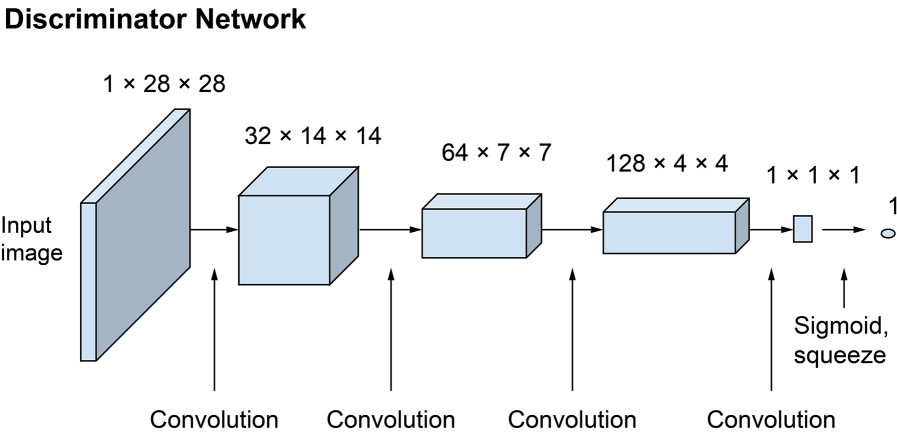 Discriminator Network
1 × 28 × 28
32 × 14 × 14
64 × 7 × 7
128 × 4 × 4
1 × 1 × 1
1
Input
image
Sigmoid,
squeeze
Convolution
Convolution
Convolution
Convolution